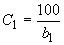 C₁ = 100/b₁